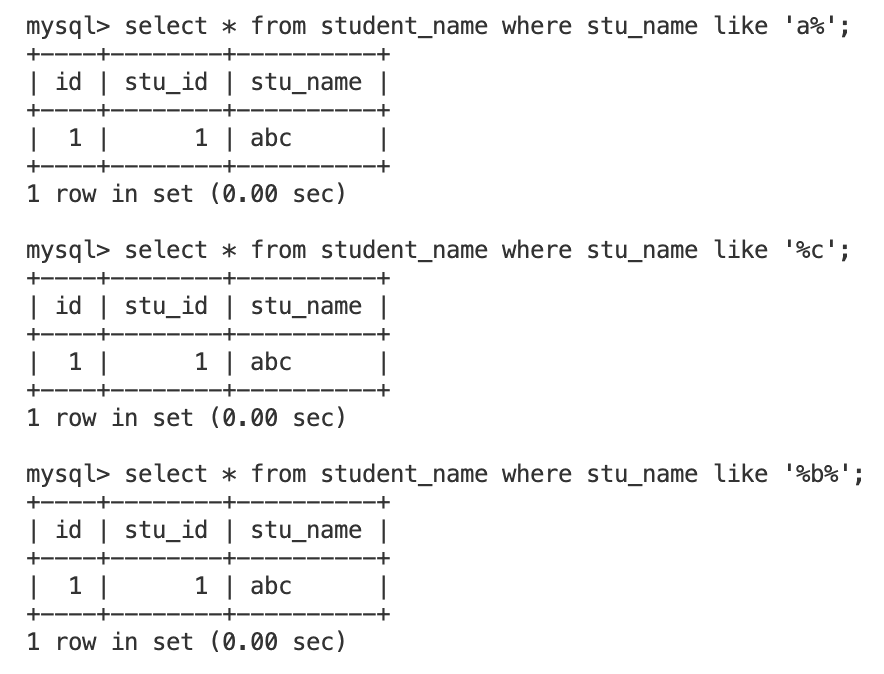 mysql> select * from student_name where stu_name like 'a%';
+----+--------+----------+
| id | stu_id | stu_name |
+----+--------+----------+
|  1 |      1 | abc      |
+----+--------+----------+
1 row in set (0.00 sec)

mysql> select * from student_name where stu_name like '%c';
+----+--------+----------+
| id | stu_id | stu_name |
+----+--------+----------+
|  1 |      1 | abc      |
+----+--------+----------+
1 row in set (0.00 sec)

mysql> select * from student_name where stu_name like '%b%';
+----+--------+----------+
| id | stu_id | stu_name |
+----+--------+----------+
|  1 |      1 | abc      |
+----+--------+----------+
1 row in set (0.00 sec)